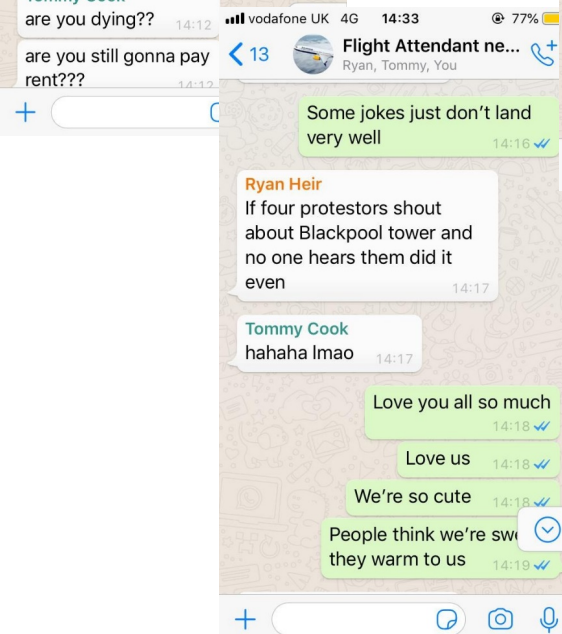 are you dying??
14:12
are you still gonna pay
rent???
14:12
vodafone UK 4G 14:33 77%
13
Flight Attendant ne...
Ryan, Tommy, You
Some jokes just don't land
very well
14:16
Ryan Heir
If four protestors shout
about Blackpool tower and
no one hears them did it
even
14:17
Tommy Cook
hahaha lmao 14:17
Love you all so much
14:18
Love us 14:18
We're so cute 14:18
People think we're
they warm to us 14:19